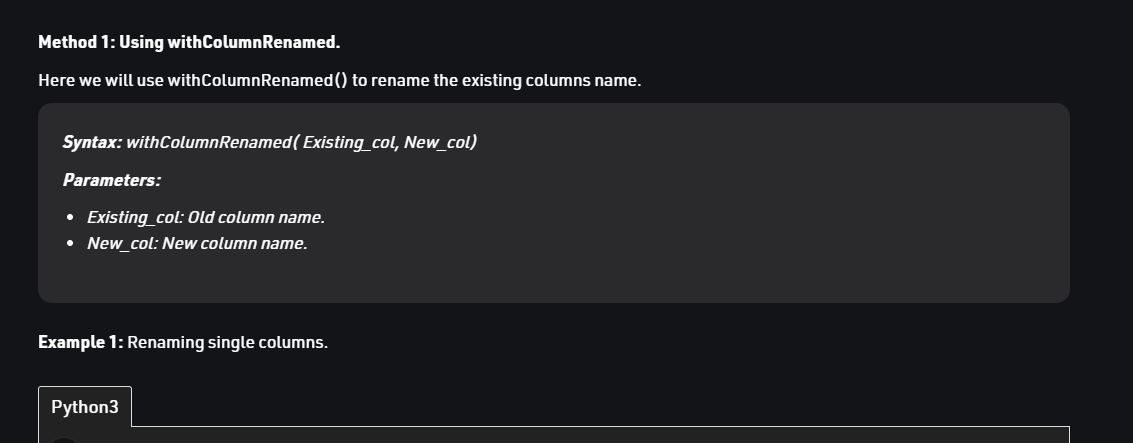 Method 1: Using withColumnRenamed.
Here we will use withColumnRenamed() to rename the existing columns name.
Syntax: withColumnRenamed( Existing_col, New_col)
Parameters:
• Existing_col: Old column name.
• New_col: New column name.
Example 1: Renaming single columns.
Python3